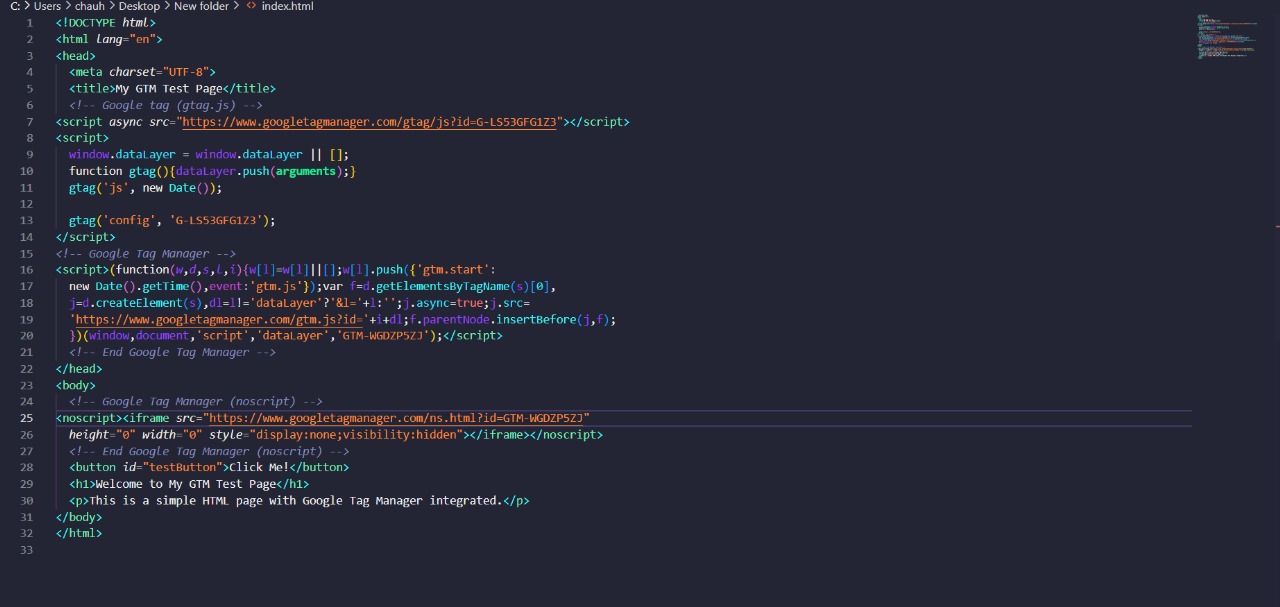 C: > Users > chauh > Desktop > New folder > <> index.html
1 <!DOCTYPE html>
2 <html lang="en">
3 <head>
4 <meta charset="UTF-8">
5 <title>My GTM Test Page</title>
6 <!-- Google tag (gtag.js) -->
7 <script async src="https://www.googletagmanager.com/gtag/js?id=G-LS53GFG1Z3"></script>
8 <script>
9 window.dataLayer = window.dataLayer || [];
10 function gtag(){dataLayer.push(arguments);}
11 gtag('js', new Date());
12
13 gtag('config', 'G-LS53GFG1Z3');
14 </script>
15 <!-- Google Tag Manager -->
16 <script>(function(w,d,s,l,i){w[l]=w[l]||[];w[l].push({'gtm.start':
17 new Date().getTime(),event:'gtm.js'});var f=d.getElementsByTagName(s)[0],
18 j=d.createElement(s),dl=l!='dataLayer'?'&l='+l:'';j.async=true;j.src=
19 'https://www.googletagmanager.com/gtm.js?id='+i+dl;f.parentNode.insertBefore(j,f);
20 })(window,document,'script','dataLayer','GTM-WGDZP5ZJ');</script>
21 <!-- End Google Tag Manager -->
22 </head>
23 <body>
24 <!-- Google Tag Manager (noscript) -->
25 <noscript><iframe src="https://www.googletagmanager.com/ns.html?id=GTM-WGDZP5ZJ"
26 height="0" width="0" style="display:none;visibility:hidden"></iframe></noscript>
27 <!-- End Google Tag Manager (noscript) -->
28 <button id="testButton">Click Me!</button>
29 <h1>Welcome to My GTM Test Page</h1>
30 <p>This is a simple HTML page with Google Tag Manager integrated.</p>
31 </body>
32 </html>
33